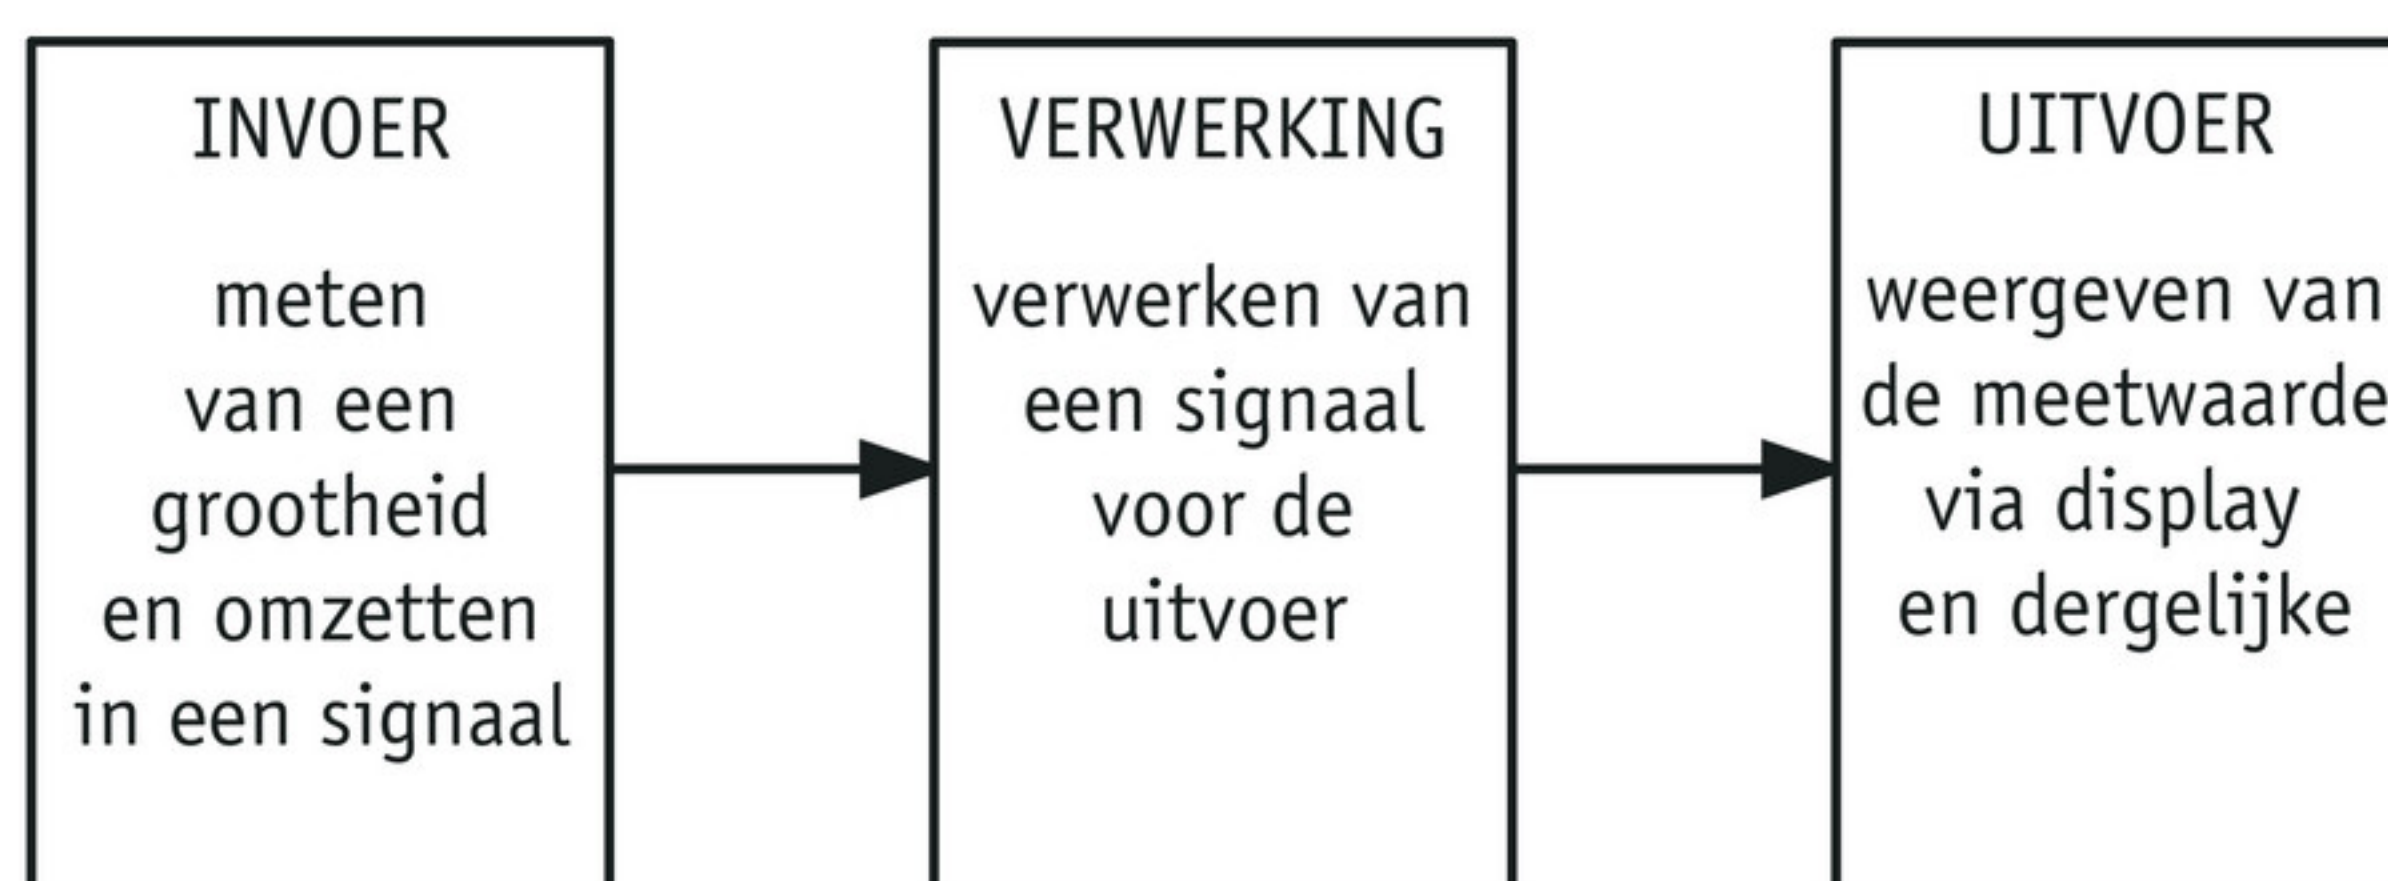 INVOER
meten
van een
grootheid
en omzetten
in een signaal
VERWERKING
verwerken van
een signaal
voor de
uitvoer
UITVOER
weergeven van
de meetwaarde
via display
en dergelijke